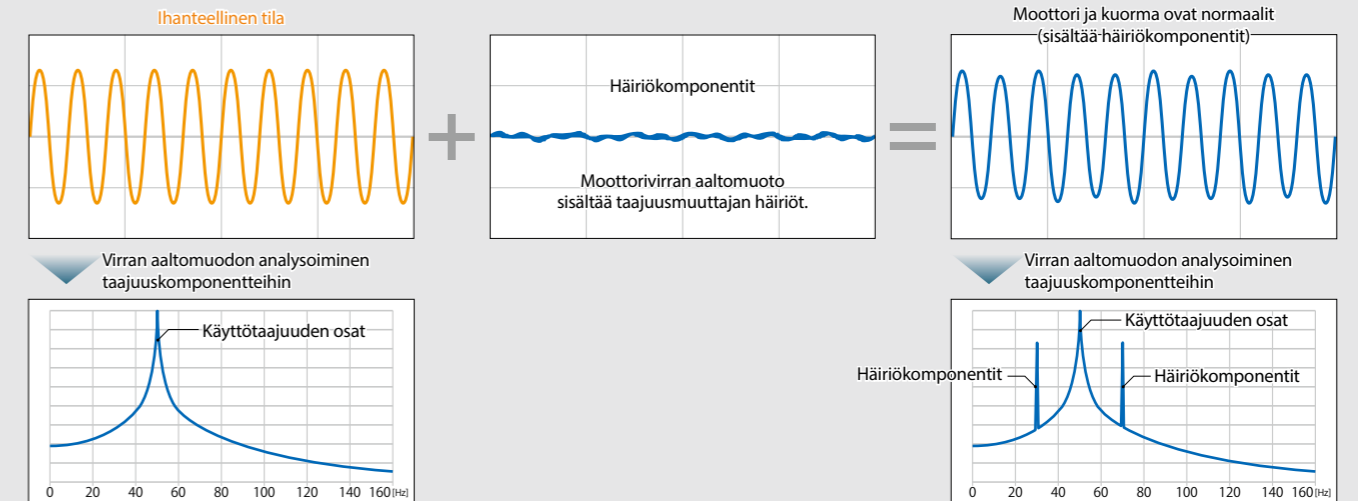 Ihanteellinen tila
Moottori ja kuorma ovat normaalit
(sisältää häiriökomponentit)
Häiriökomponentit
Moottorivirran aaltomuoto
sisältää taajuusmuuttajan häiriöt.
+
=
Virran aaltomuodon analysoiminen
taajuuskomponentteihin
Virran aaltomuodon analysoiminen
taajuuskomponentteihin
Käyttötaajuuden osat
0 20 40 60 80 100 120 140 160 [Hz]
Käyttötaajuuden osat
Häiriökomponentit
Häiriökomponentit
0 20 40 60 80 100 120 140 160 [Hz]